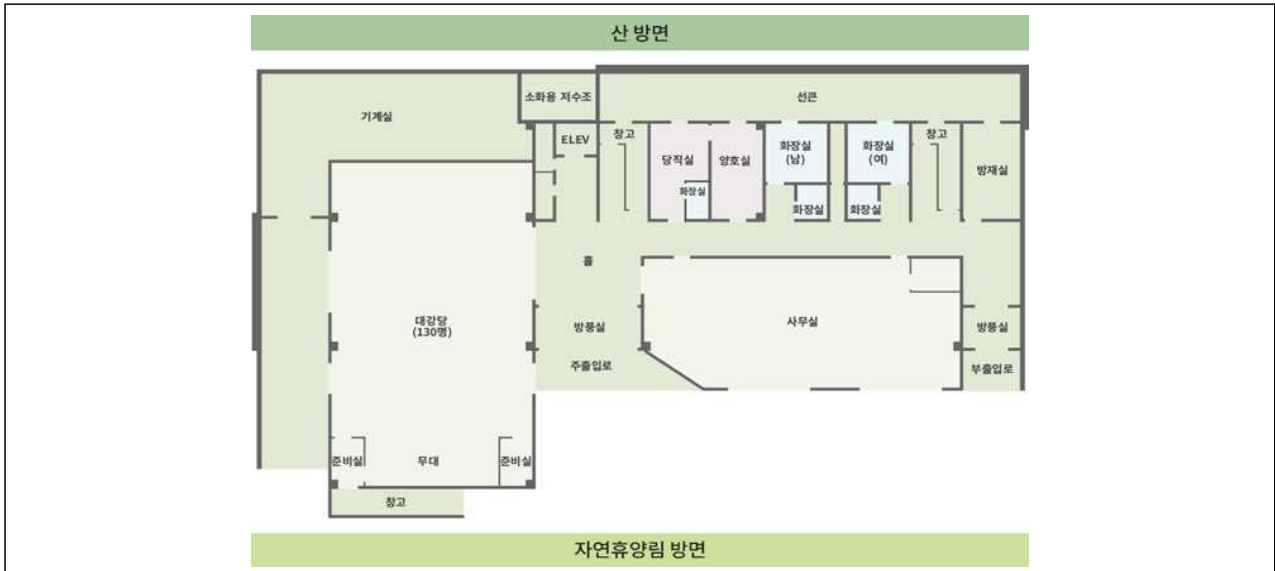 산 방면
소화용 저수조
선큰
기계실
ELEV
창고
당직실
양호실
화장실
(남)
화장실
(여)
창고
방재실
화장실
화장실
화장실
홀
대강당
(130명)
방풍실
사무실
방풍실
주출입로
부출입로
준비실
무대
준비실
창고
자연휴양림 방면